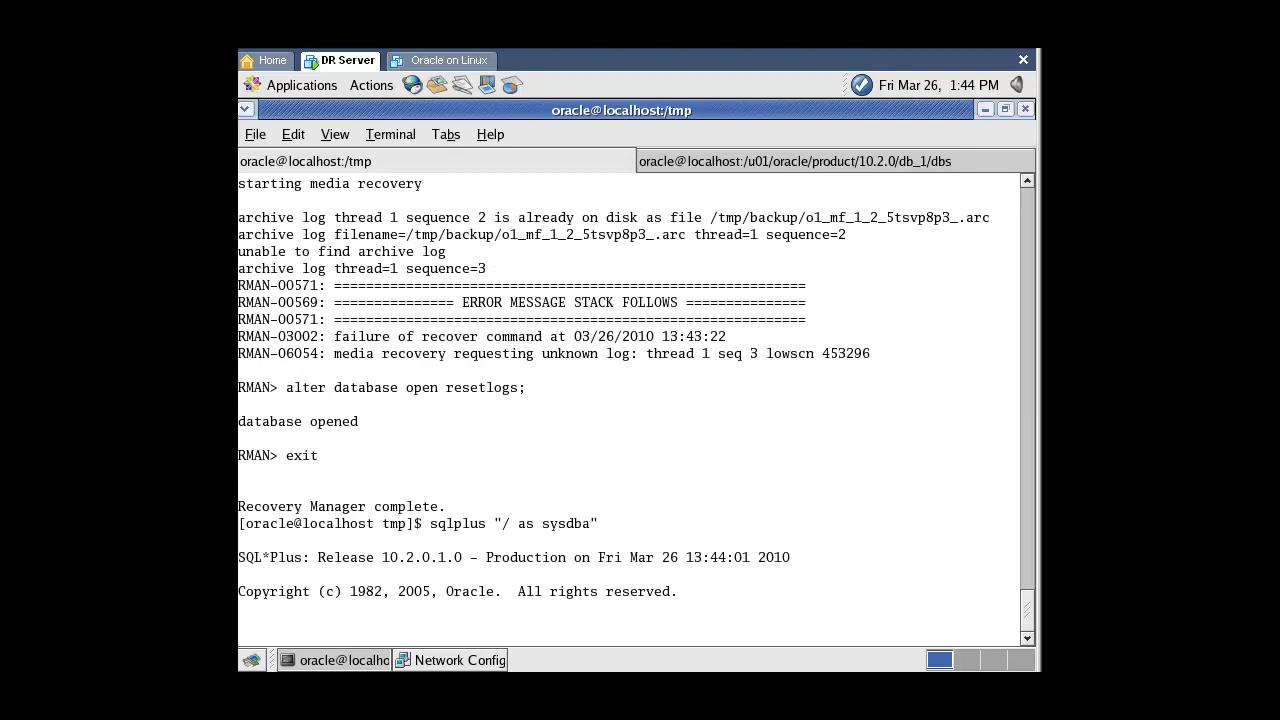 Home DR Server Oracle on Linux
Applications Actions Fri Mar 26, 1:44 PM
oracle@localhost:/tmp
File Edit View Terminal Tabs Help
oracle@localhost:/tmp oracle@localhost:/u01/oracle/product/10.2.0/db_1/dbs
starting media recovery
archive log thread 1 sequence 2 is already on disk as file /tmp/backup/o1_mf_1_2_5tsvp8p3_.arc
archive log filename=/tmp/backup/o1_mf_1_2_5tsvp8p3_.arc thread=1 sequence=2
unable to find archive log
archive log thread=1 sequence=3
RMAN-00571: ===========================================================
RMAN-00569: =============== ERROR MESSAGE STACK FOLLOWS ===============
RMAN-00571: ===========================================================
RMAN-03002: failure of recover command at 03/26/2010 13:43:22
RMAN-06054: media recovery requesting unknown log: thread 1 seq 3 lowscn 453296
RMAN> alter database open resetlogs;
database opened
RMAN> exit
Recovery Manager complete.
[oracle@localhost tmp]$ sqlplus "/ as sysdba"
SQL*Plus: Release 10.2.0.1.0 - Production on Fri Mar 26 13:44:01 2010
Copyright (c) 1982, 2005, Oracle.  All rights reserved.
oracle@localho Network Config